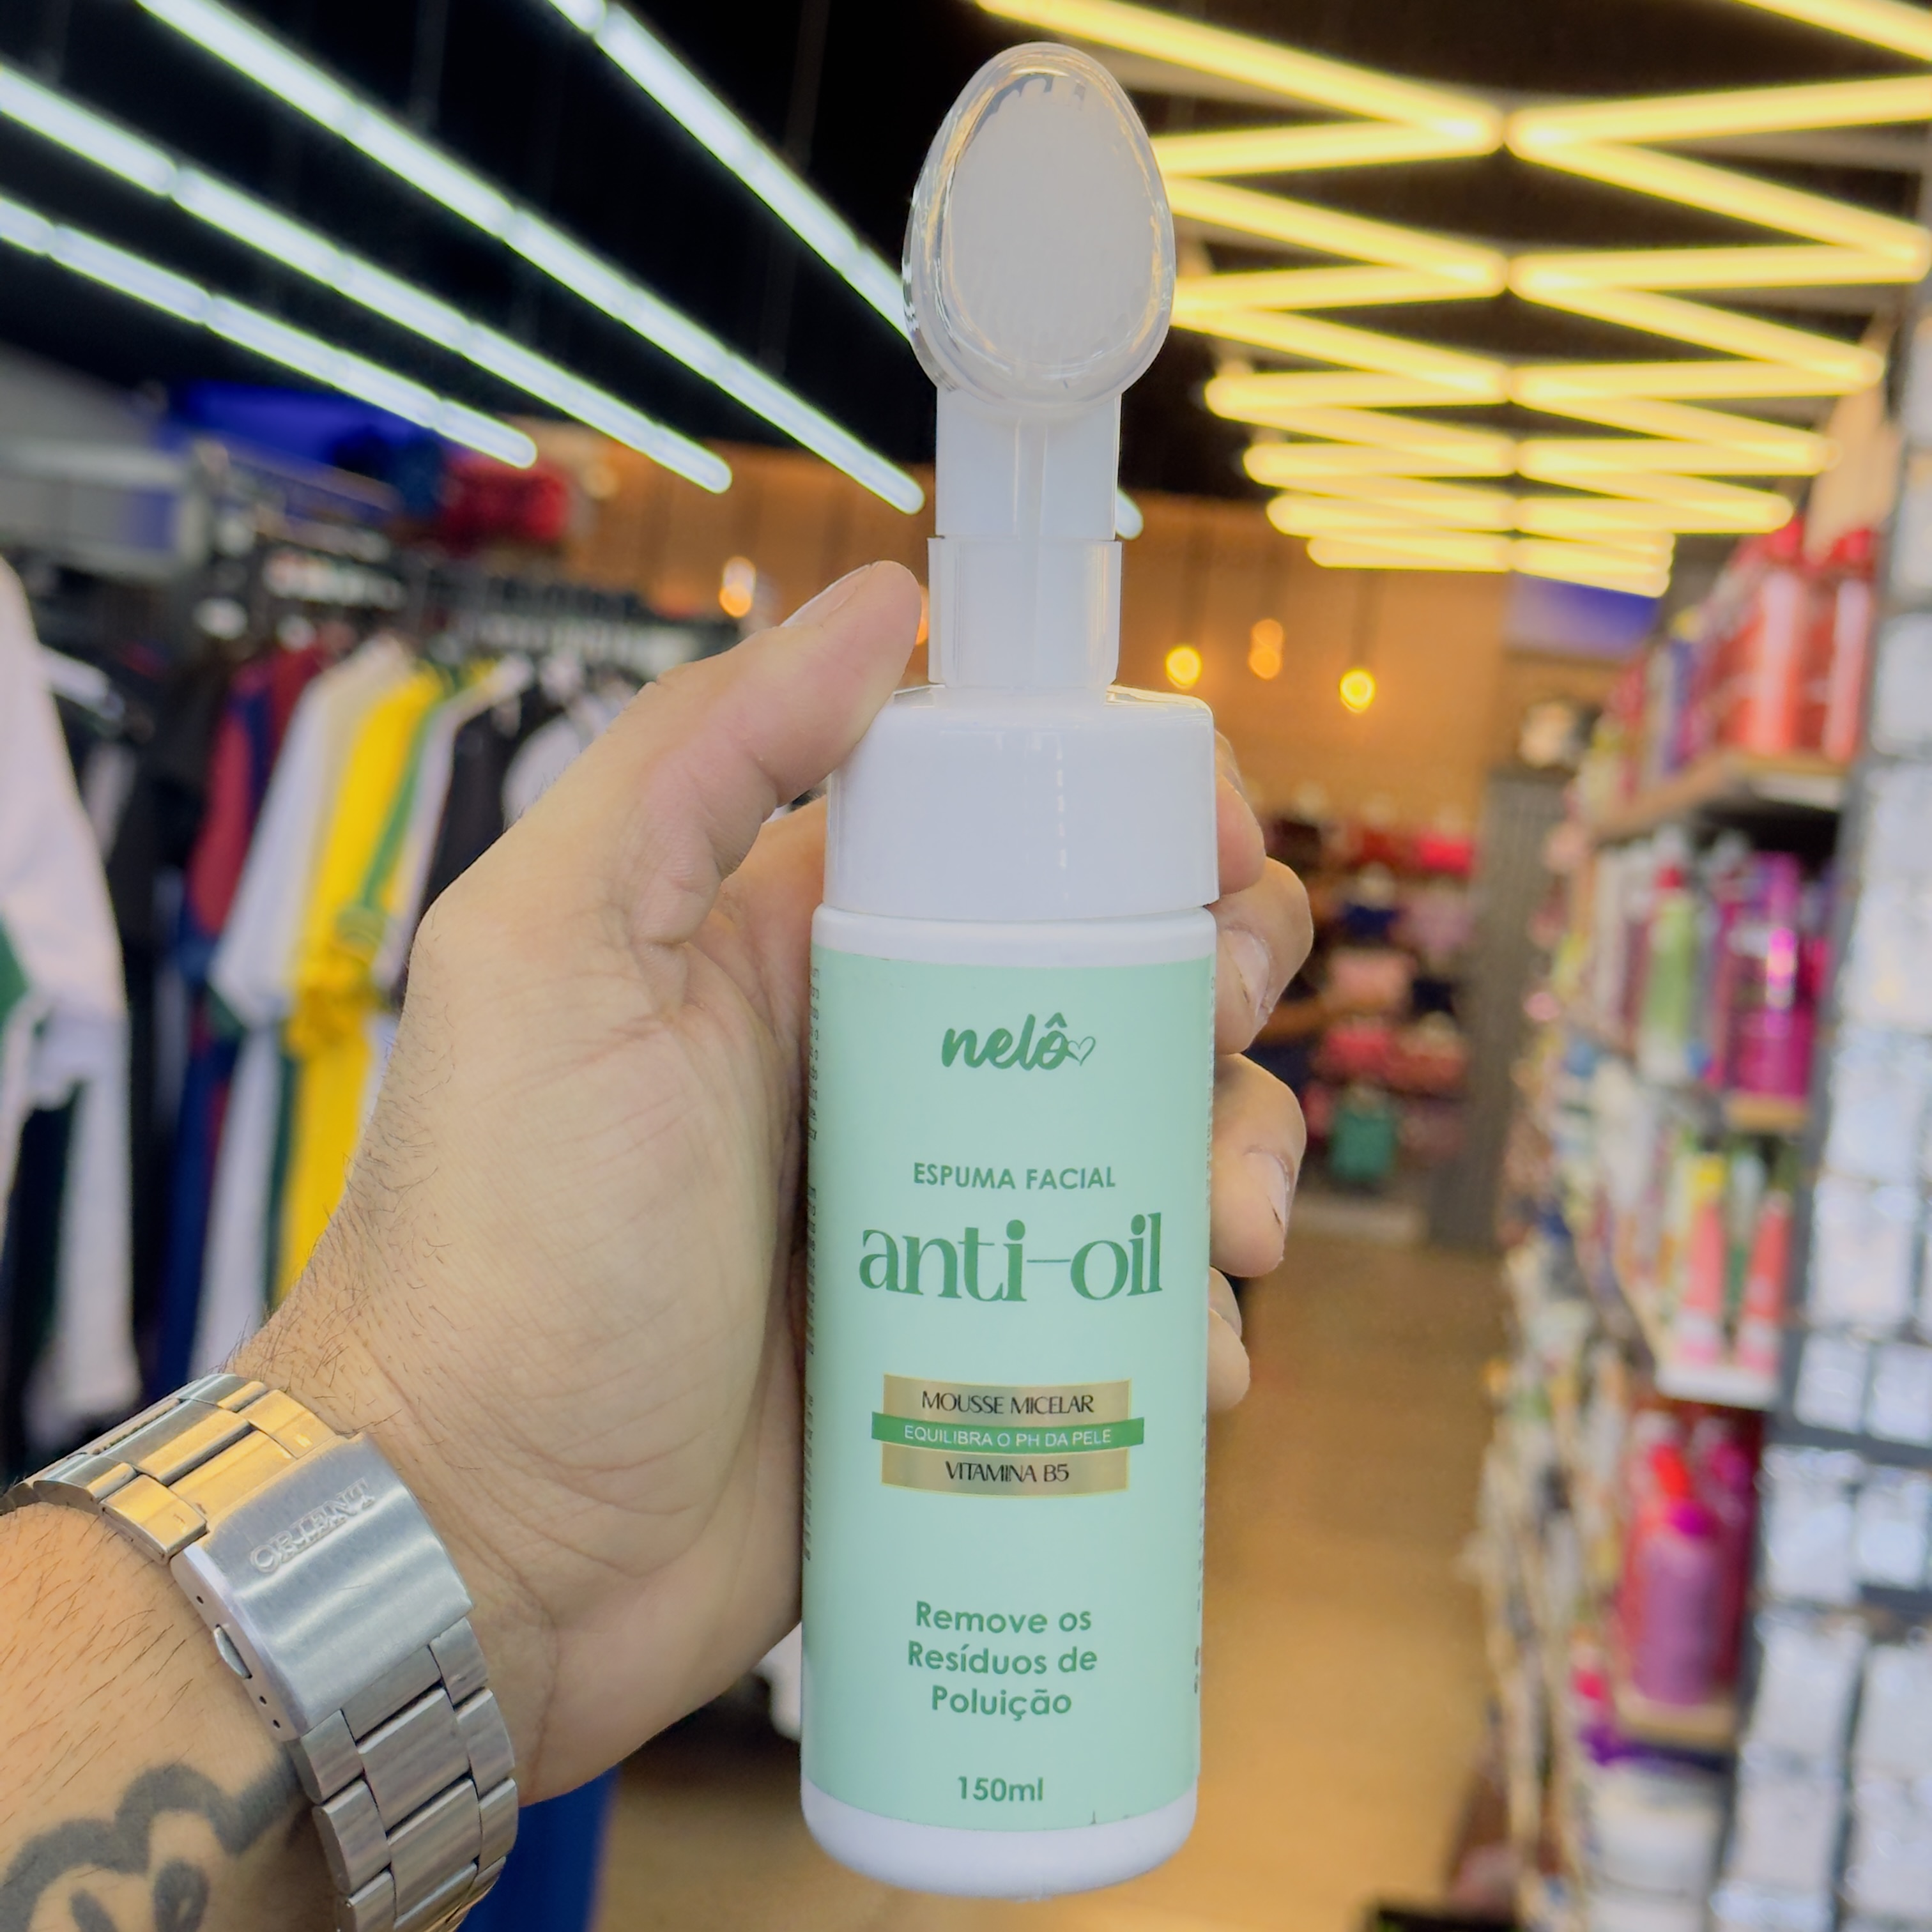 nelô
ESPUMA FACIAL
anti-oil
MOUSSE MICELAR
EQUILIBRA O PH DA PELE
VITAMINA B5
Remove os
Resíduos de
Poluição
150ml
ORIENT